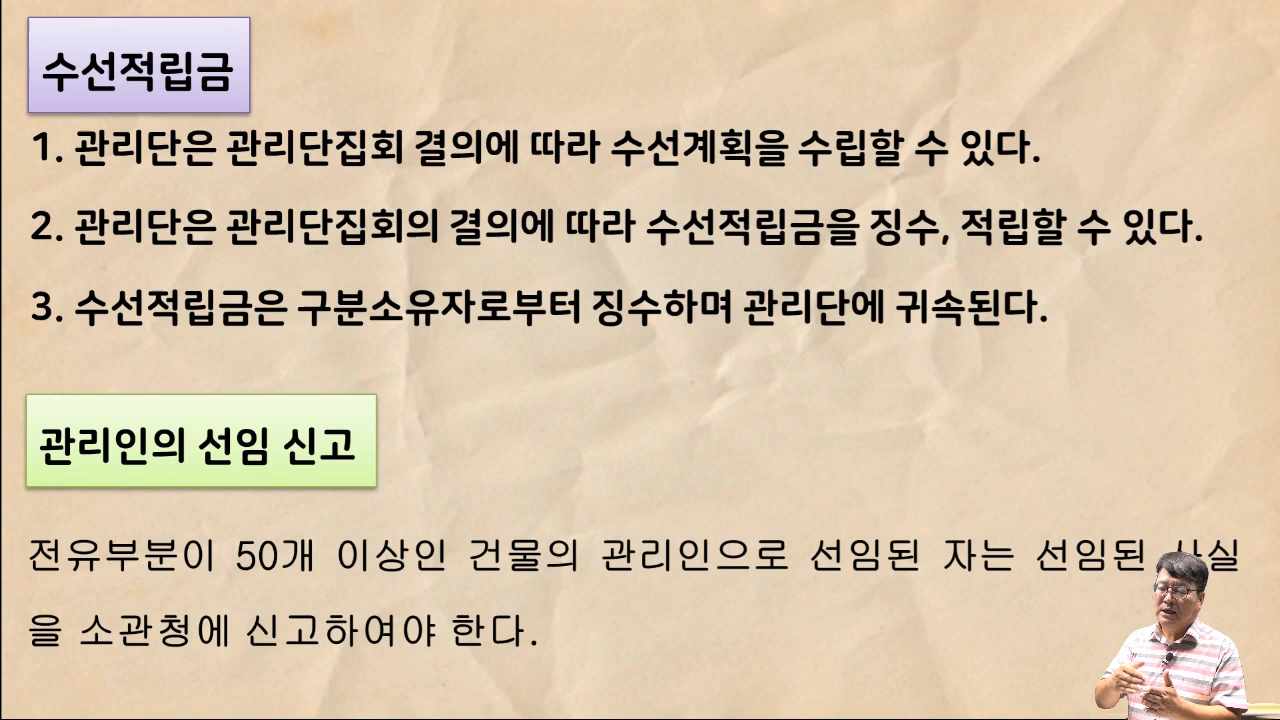 수선적립금
1. 관리단은 관리단집회 결의에 따라 수선계획을 수립할 수 있다.
2. 관리단은 관리단집회의 결의에 따라 수선적립금을 징수, 적립할 수 있다.
3. 수선적립금은 구분소유자로부터 징수하며 관리단에 귀속된다.
관리인의 선임 신고
전유부분이 50개 이상인 건물의 관리인으로 선임된 자는 선임된 사실
을 소관청에 신고하여야 한다.